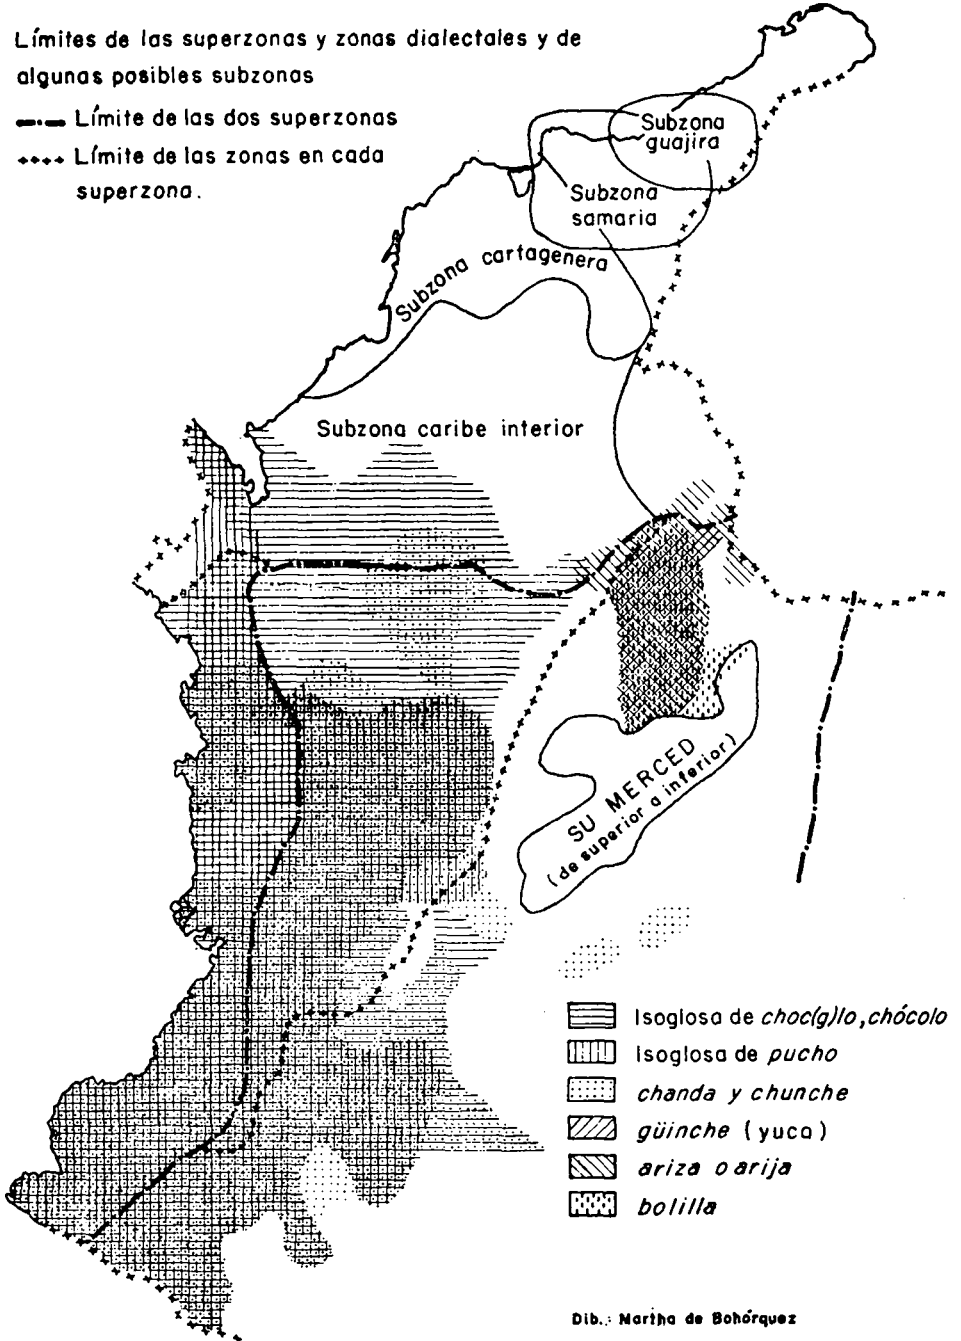 Límites de las superzonas y zonas dialectales y de
algunas posibles subzonas
Límite de las dos superzonas
Límite de las zonas en cada
superzona.
Subzona
guajira
Subzona
samaria
Subzona cartagenera
Subzona caribe interior
SU MERCED
(de superior a inferior)
Isoglosa de choc(g)lo, chócolo
Isoglosa de pucho
chanda y chunche
güinche (yuca)
ariza o arija
bolilla
Dib.: Martha de Bohórquez